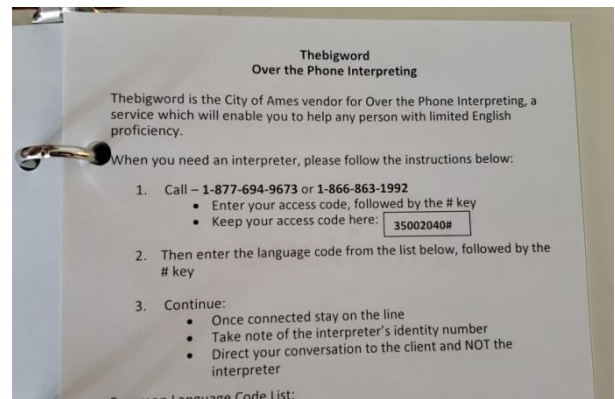 Thebigword
Over the Phone Interpreting
Thebigword is the City of Ames vendor for Over the Phone Interpreting, a
service which will enable you to help any person with limited English
proficiency.
When you need an interpreter, please follow the instructions below:
1. Call – 1-877-694-9673 or 1-866-863-1992
• Enter your access code, followed by the # key
• Keep your access code here: 35002040#
2. Then enter the language code from the list below, followed by the
# key
3. Continue:
• Once connected stay on the line
• Take note of the interpreter's identity number
• Direct your conversation to the client and NOT the
interpreter
Common Language Code List: